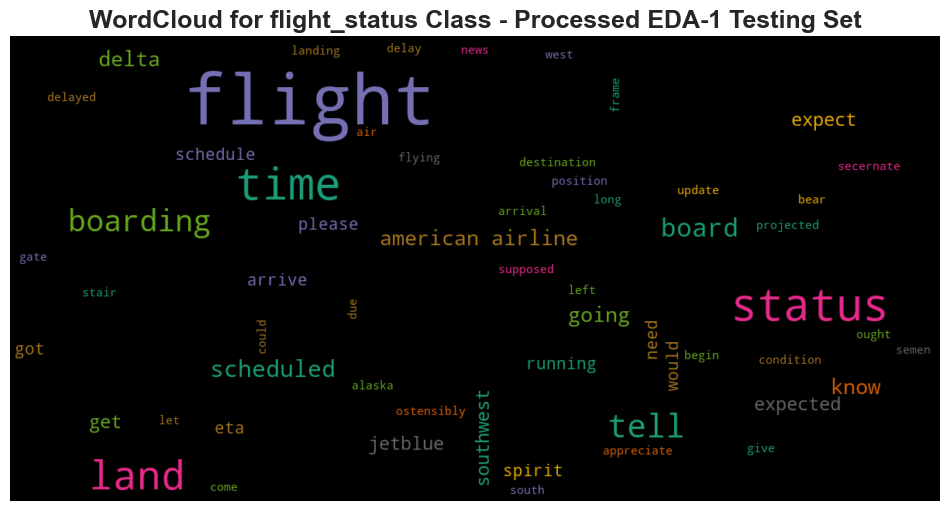 WordCloud for flight_status Class - Processed EDA-1 Testing Set
landing delay news west
delta
flight
delayed
frame
expect
air
schedule flying destination secernate
time position update long bear
boarding please arrival board projected
american airline
gate supposed
arrive
stair left
status
due going
could need would ought
got begin semen
scheduled running condition
alaska know
southwest expected
ostensibly
get let eta tell
jetblue appreciate give
land spirit
come south